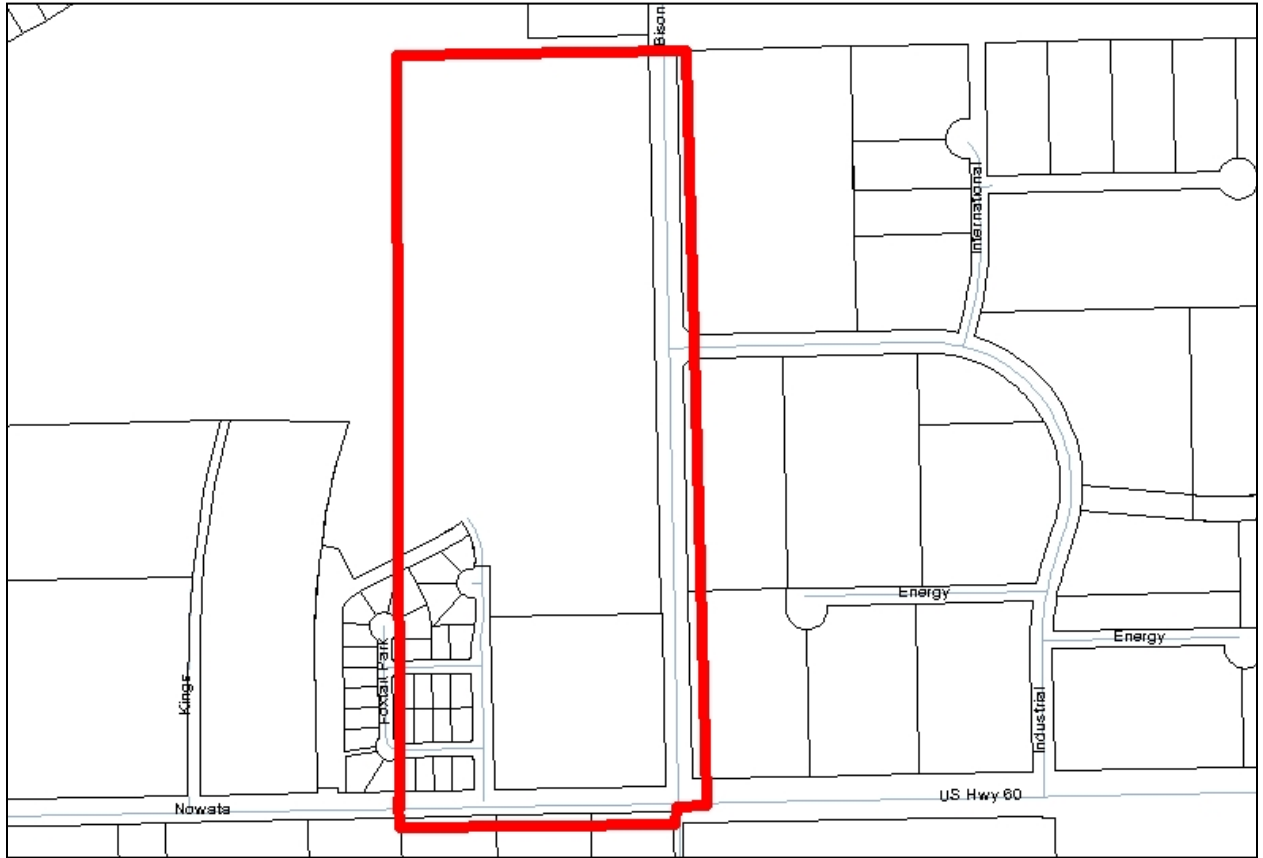 Bison
International
Energy
Energy
Foxtail Park
Kings
Industrial
US Hwy 60
Nowata